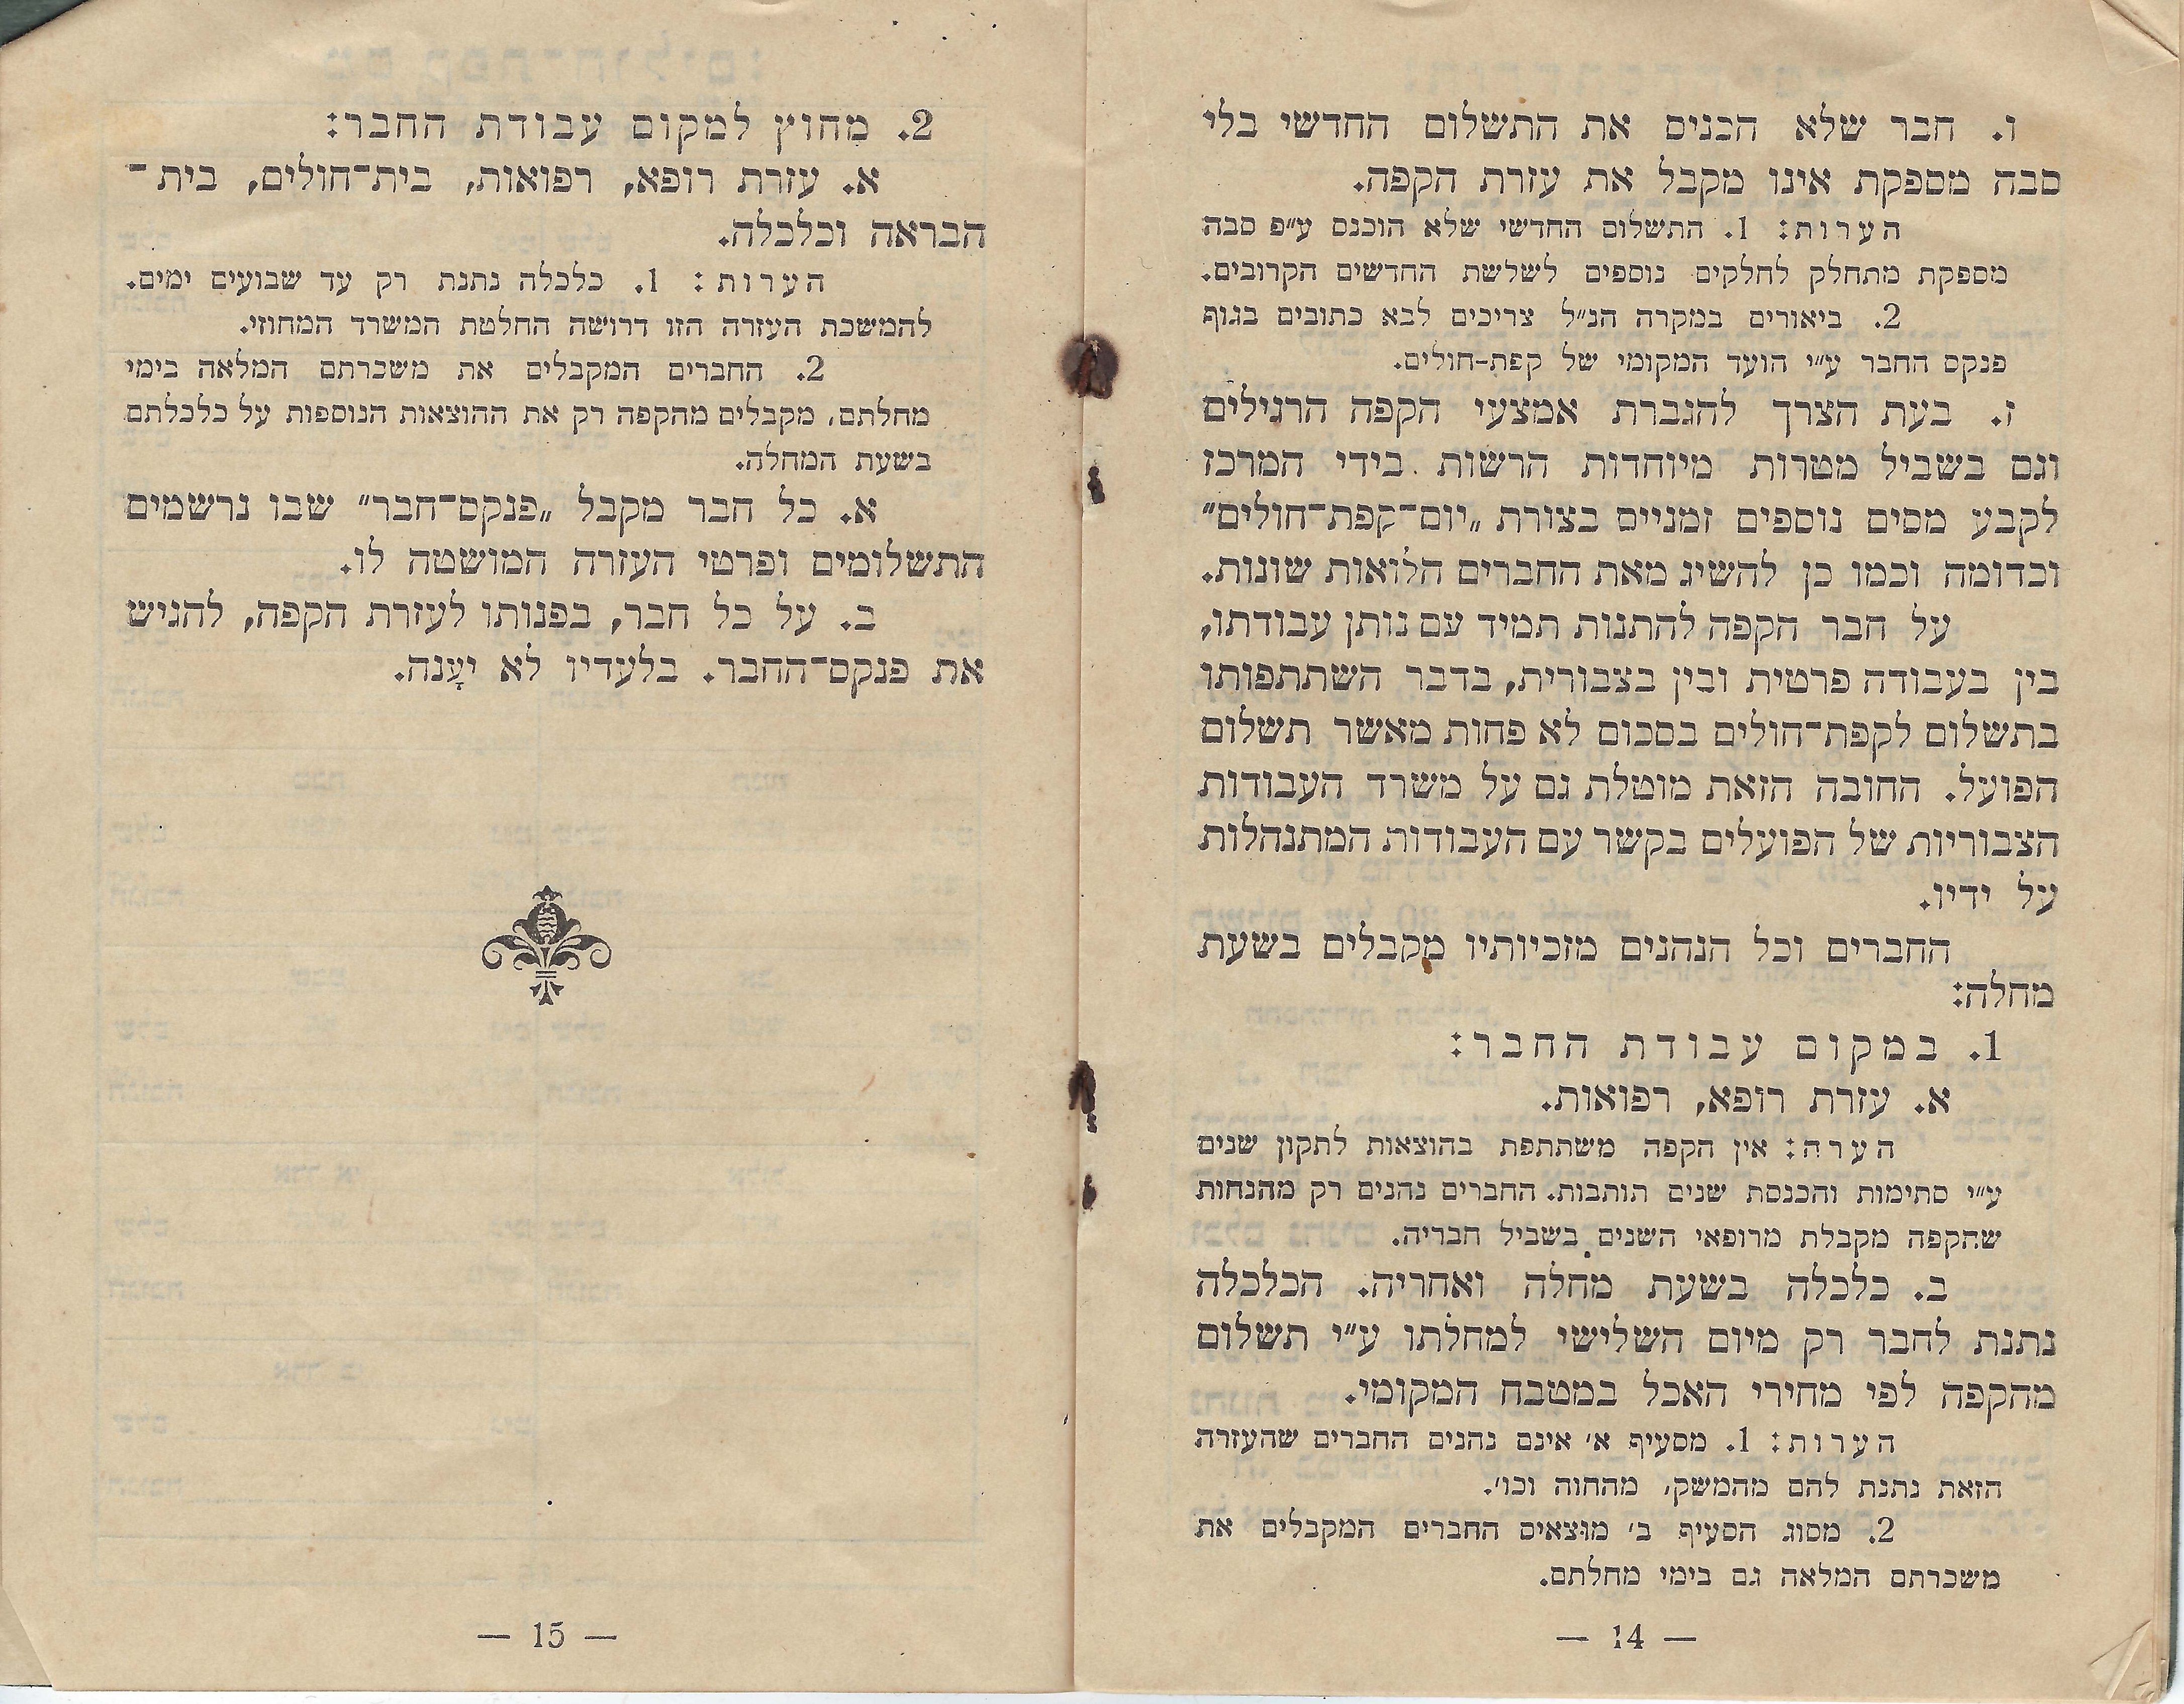 ו. חבר שלא הכניס את התשלום החדשי בלי
סבה מספקת אינו מקבל את עזרת הקפה.
הערות: 1. התשלום החדשי שלא הוכנס ע״פ סבה
מספקת מתחלק לחלקים נוספים לשלשת החדשים הקרובים.
2. ביאורים במקרה הנ״ל צריכים לבא כתובים בגוף
פנקס החבר ע״י הועד המקומי של קפת-חולים.
ז. בעת הצרך להגברת אמצעי הקפה הרגילים
וגם בשביל מטרות מיוחדות הרשות בידי המרכז
לקבע מסים נוספים זמניים בצורת „יום־קפת־חולים״
וכדומה וכמו כן להשיג מאת החברים הלואות שונות.
על חבר הקפה להתנות תמיד עם נותן עבודתו,
בין בעבודה פרטית ובין בצבורית, בדבר השתתפותו
בתשלום לקפת־חולים בסכום לא פחות מאשר תשלום
הפועל. החובה הזאת מוטלת גם על משרד העבודות
הצבוריות של הפועלים בקשר עם העבודות המתנהלות
על ידיו.
החברים וכל הנהנים מזכיותיו מקבלים בשעת
מחלה:
1. במקום עבודת החבר:
א. עזרת רופא, רפואות.
הערה: אין הקפה משתתפת בהוצאות לתקון שנים
ע״י סתימות והכנסת שנים תותבות. החברים נהנים רק מהנחות
שהקפה מקבלת מרופאי השנים בשביל חבריה.
ב. כלכלה בשעת מחלה ואחריה. הכלכלה
נתנת לחבר רק מיום השלישי למחלתו ע״י תשלום
מהקפה לפי מחירי האכל במטבח המקומי.
הערות: 1. מסעיף א׳ אינם נהנים החברים שהעזרה
הזאת נתנת להם מהמשק, מהחוה וכו׳.
2. מסוג הסעיף ב׳ מוצאים החברים המקבלים את
משכרתם המלאה גם בימי מחלתם.
— 14 —
2. מחוץ למקום עבודת החבר:
א. עזרת רופא, רפואות, בית־חולים, בית־
הבראה וכלכלה.
הערות: 1. כלכלה נתנת רק עד שבועים ימים.
להמשכת העזרה הזו דרושה החלטת המשרד המחוזי.
2. החברים המקבלים את משכרתם המלאה בימי
מחלתם, מקבלים מהקפה רק את ההוצאות הנוספות על כלכלתם
בשעת המחלה.
א. כל חבר מקבל „פנקס־חבר״ שבו נרשמים
התשלומים ופרטי העזרה המושטה לו.
ב. על כל חבר, בפנותו לעזרת הקפה, להגיש
את פנקס־החבר. בלעדיו לא יעָנה.
— 15 —